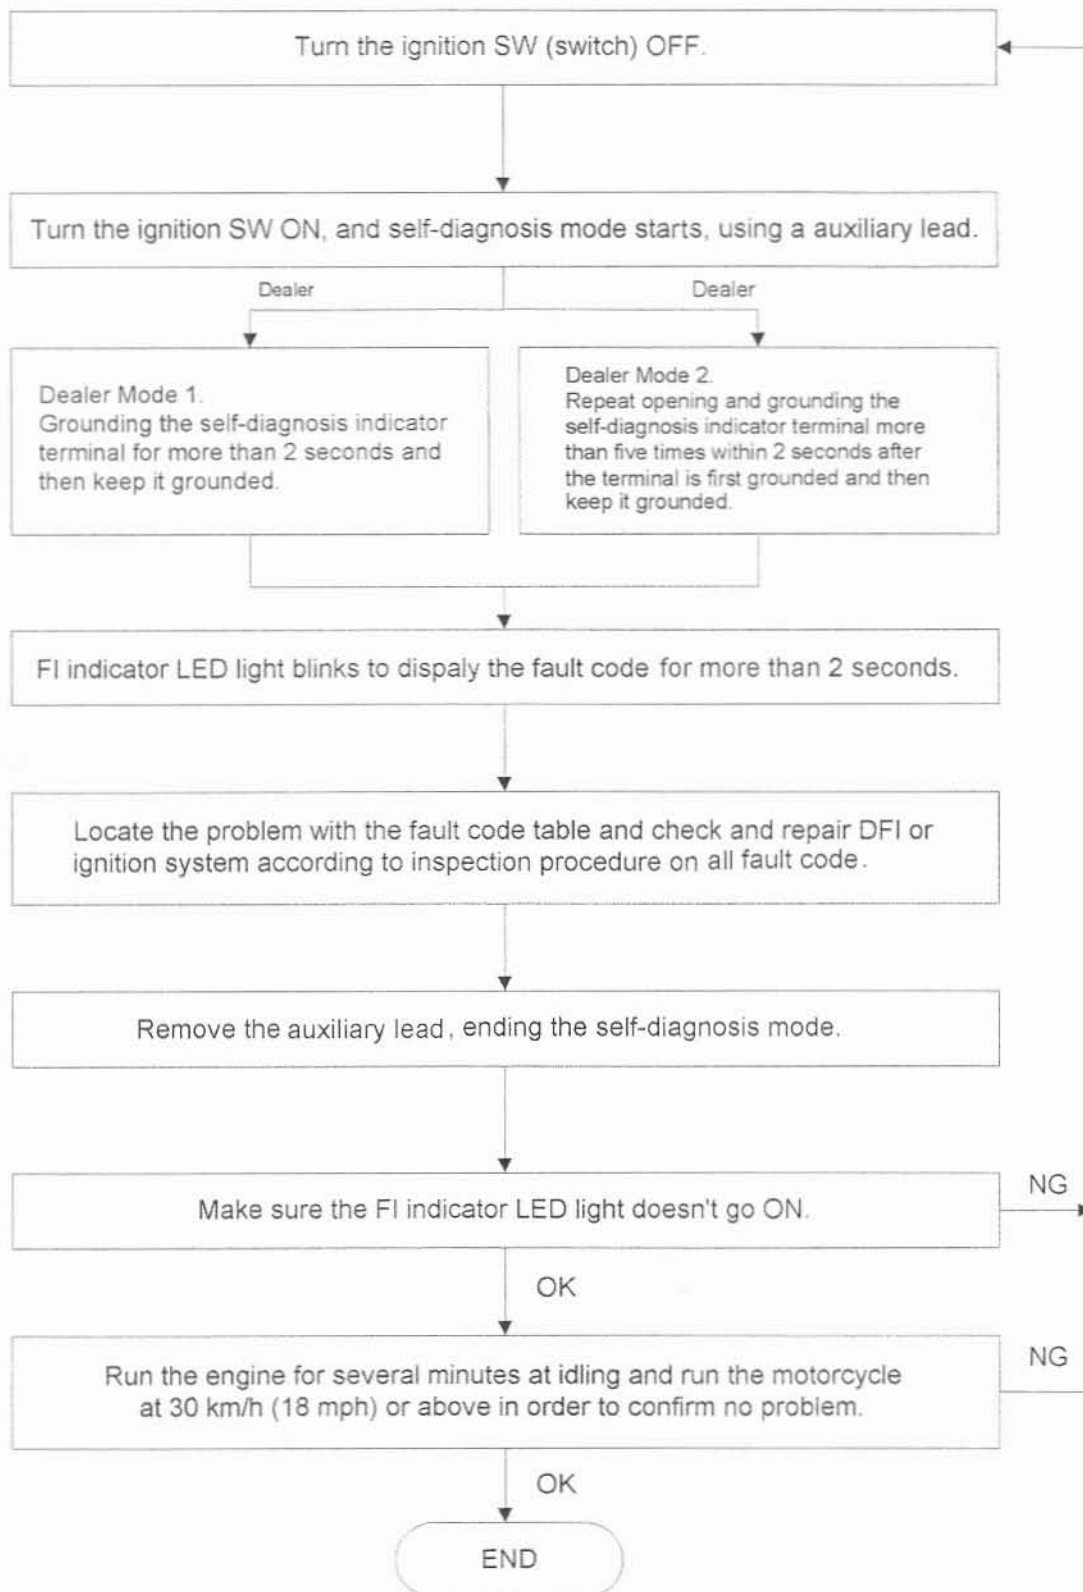 Turn the ignition SW (switch) OFF.
Turn the ignition SW ON, and self-diagnosis mode starts, using a auxiliary lead.
Dealer
Dealer
Dealer Mode 1.
Grounding the self-diagnosis indicator
terminal for more than 2 seconds and
then keep it grounded.
Dealer Mode 2.
Repeat opening and grounding the
self-diagnosis indicator terminal more
than five times within 2 seconds after
the terminal is first grounded and then
keep it grounded.
FI indicator LED light blinks to dispaly the fault code for more than 2 seconds.
Locate the problem with the fault code table and check and repair DFI or
ignition system according to inspection procedure on all fault code.
Remove the auxiliary lead, ending the self-diagnosis mode.
Make sure the FI indicator LED light doesn't go ON.
NG
OK
Run the engine for several minutes at idling and run the motorcycle
at 30 km/h (18 mph) or above in order to confirm no problem.
NG
OK
END